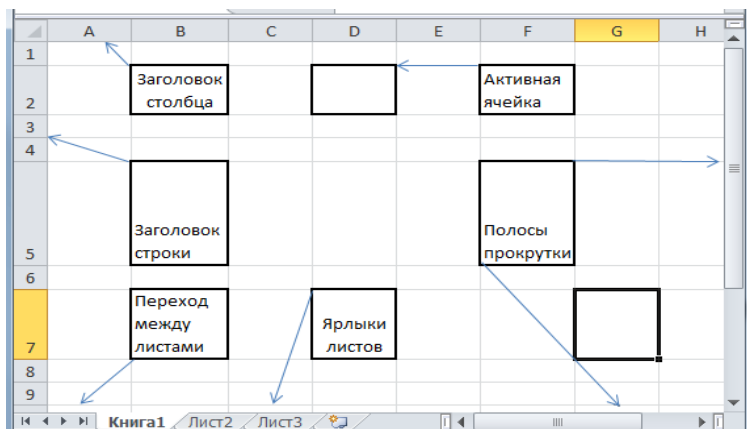 A B C D E F G H
1
Заголовок
столбца
Активная
ячейка
2
3
4
Заголовок
строки
Полосы
прокрутки
5
6
Переход
между
листами
Ярлыки
листов
7
8
9
Книга1 Лист2 Лист3